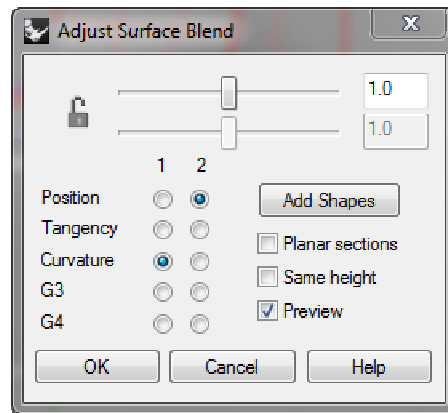 Adjust Surface Blend
1.0
1.0
1 2
Position
Tangency
Curvature
G3
G4
Add Shapes
Planar sections
Same height
Preview
OK Cancel Help